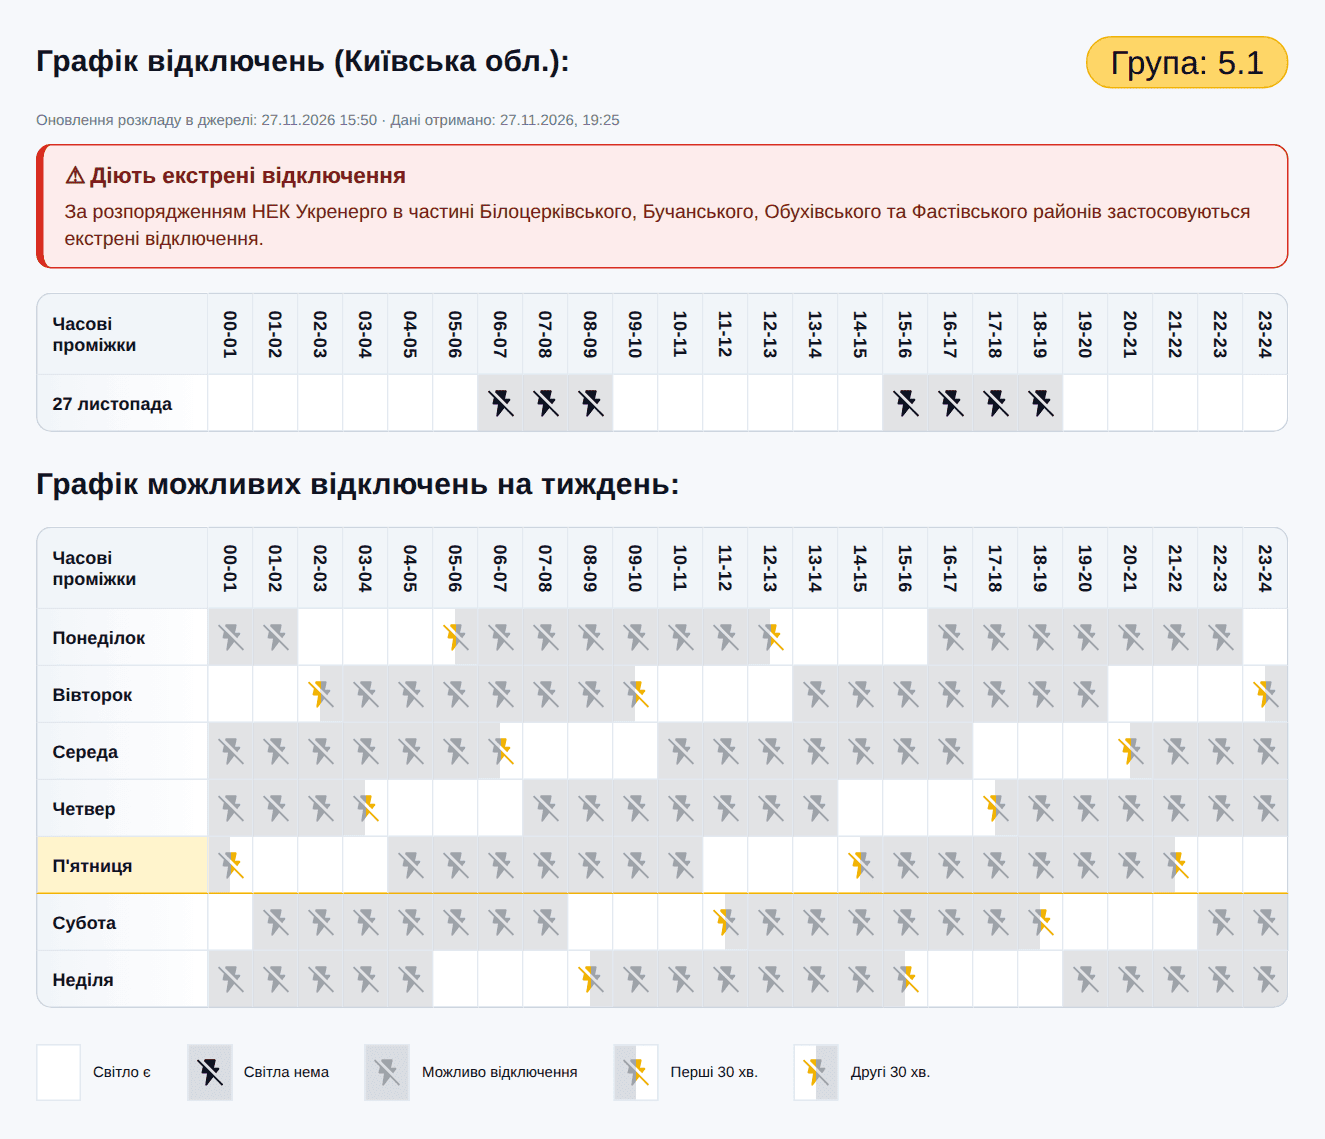 Графік відключень (Київська обл.):
Група: 5.1
Оновлення розкладу в джерелі: 27.11.2026 15:50 · Дані отримано: 27.11.2026, 19:25
⚠ Діють екстрені відключення
За розпорядженням НЕК Укренерго в частині Білоцерківського, Бучанського, Обухівського та Фастівського районів застосовуються
екстрені відключення.
Часові
проміжки
00-01 01-02 02-03 03-04 04-05 05-06 06-07 07-08 08-09 09-10 10-11 11-12 12-13 13-14 14-15 15-16 16-17 17-18 18-19 19-20 20-21 21-22 22-23 23-24
27 листопада
Графік можливих відключень на тиждень:
Часові
проміжки
00-01 01-02 02-03 03-04 04-05 05-06 06-07 07-08 08-09 09-10 10-11 11-12 12-13 13-14 14-15 15-16 16-17 17-18 18-19 19-20 20-21 21-22 22-23 23-24
Понеділок
Вівторок
Середа
Четвер
П'ятниця
Субота
Неділя
Світло є
Світла нема
Можливо відключення
Перші 30 хв.
Другі 30 хв.